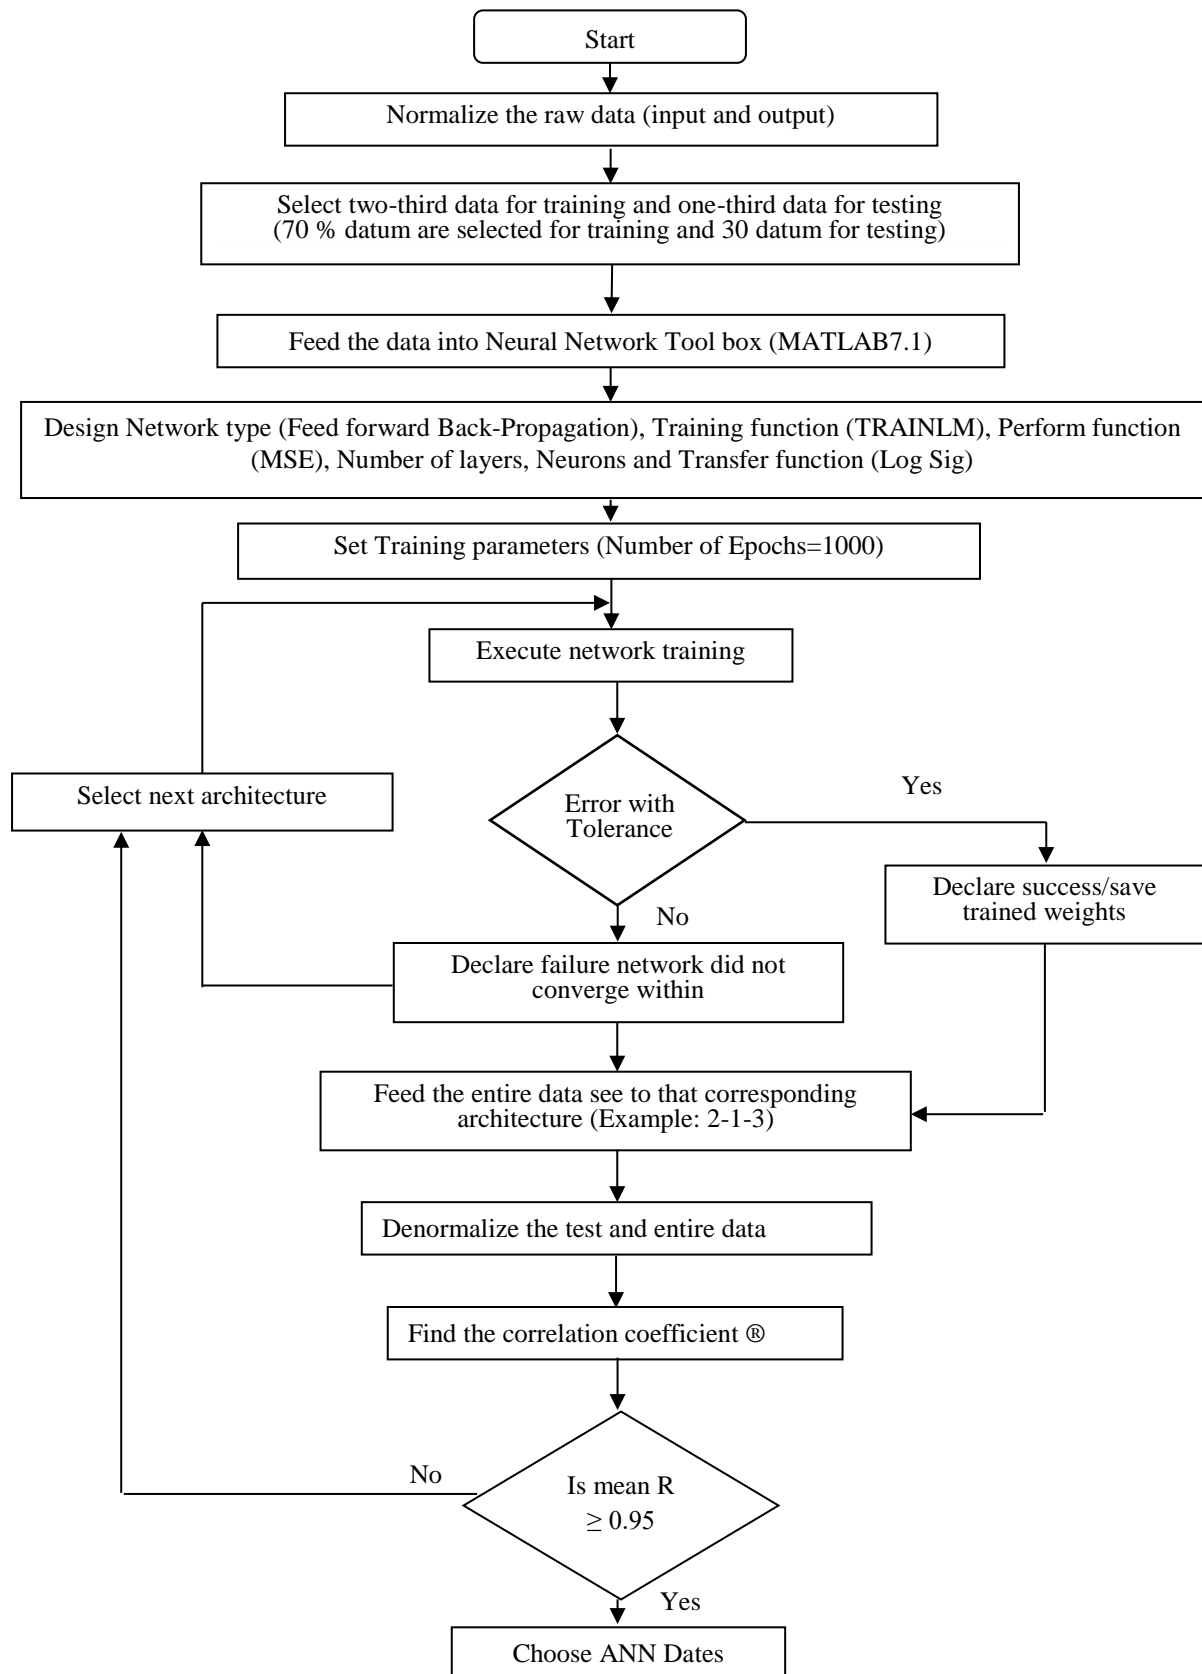 Start
Normalize the raw data (input and output)
Select two-third data for training and one-third data for testing
(70 % datum are selected for training and 30 datum for testing)
Feed the data into Neural Network Tool box (MATLAB7.1)
Design Network type (Feed forward Back-Propagation), Training function (TRAINLM), Perform function
(MSE), Number of layers, Neurons and Transfer function (Log Sig)
Set Training parameters (Number of Epochs=1000)
Execute network training
Select next architecture
Error with
Tolerance
Yes
Declare success/save
trained weights
No
Declare failure network did not
converge within
Feed the entire data see to that corresponding
architecture (Example: 2-1-3)
Denormalize the test and entire data
Find the correlation coefficient ®
No
Is mean R
≥ 0.95
Yes
Choose ANN Dates